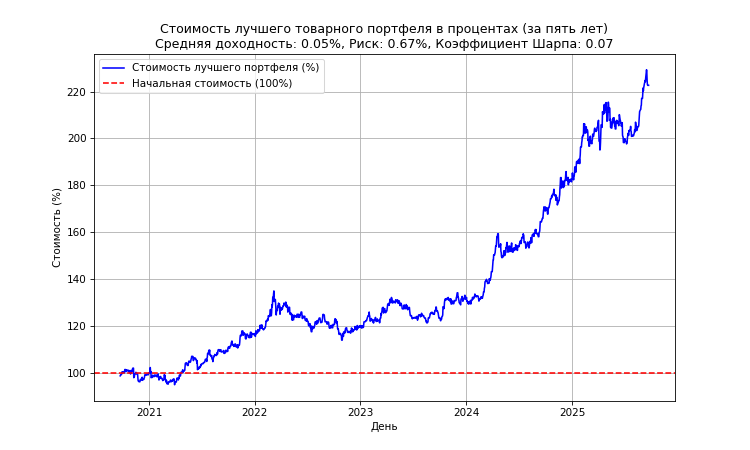 Стоимость лучшего товарного портфеля в процентах (за пять лет)
Средняя доходность: 0.05%, Риск: 0.67%, Коэффициент Шарпа: 0.07
Стоимость лучшего портфеля (%)
Начальная стоимость (100%)
Стоимость (%)
220
200
180
160
140
120
100
2021
2022
2023
2024
2025
День